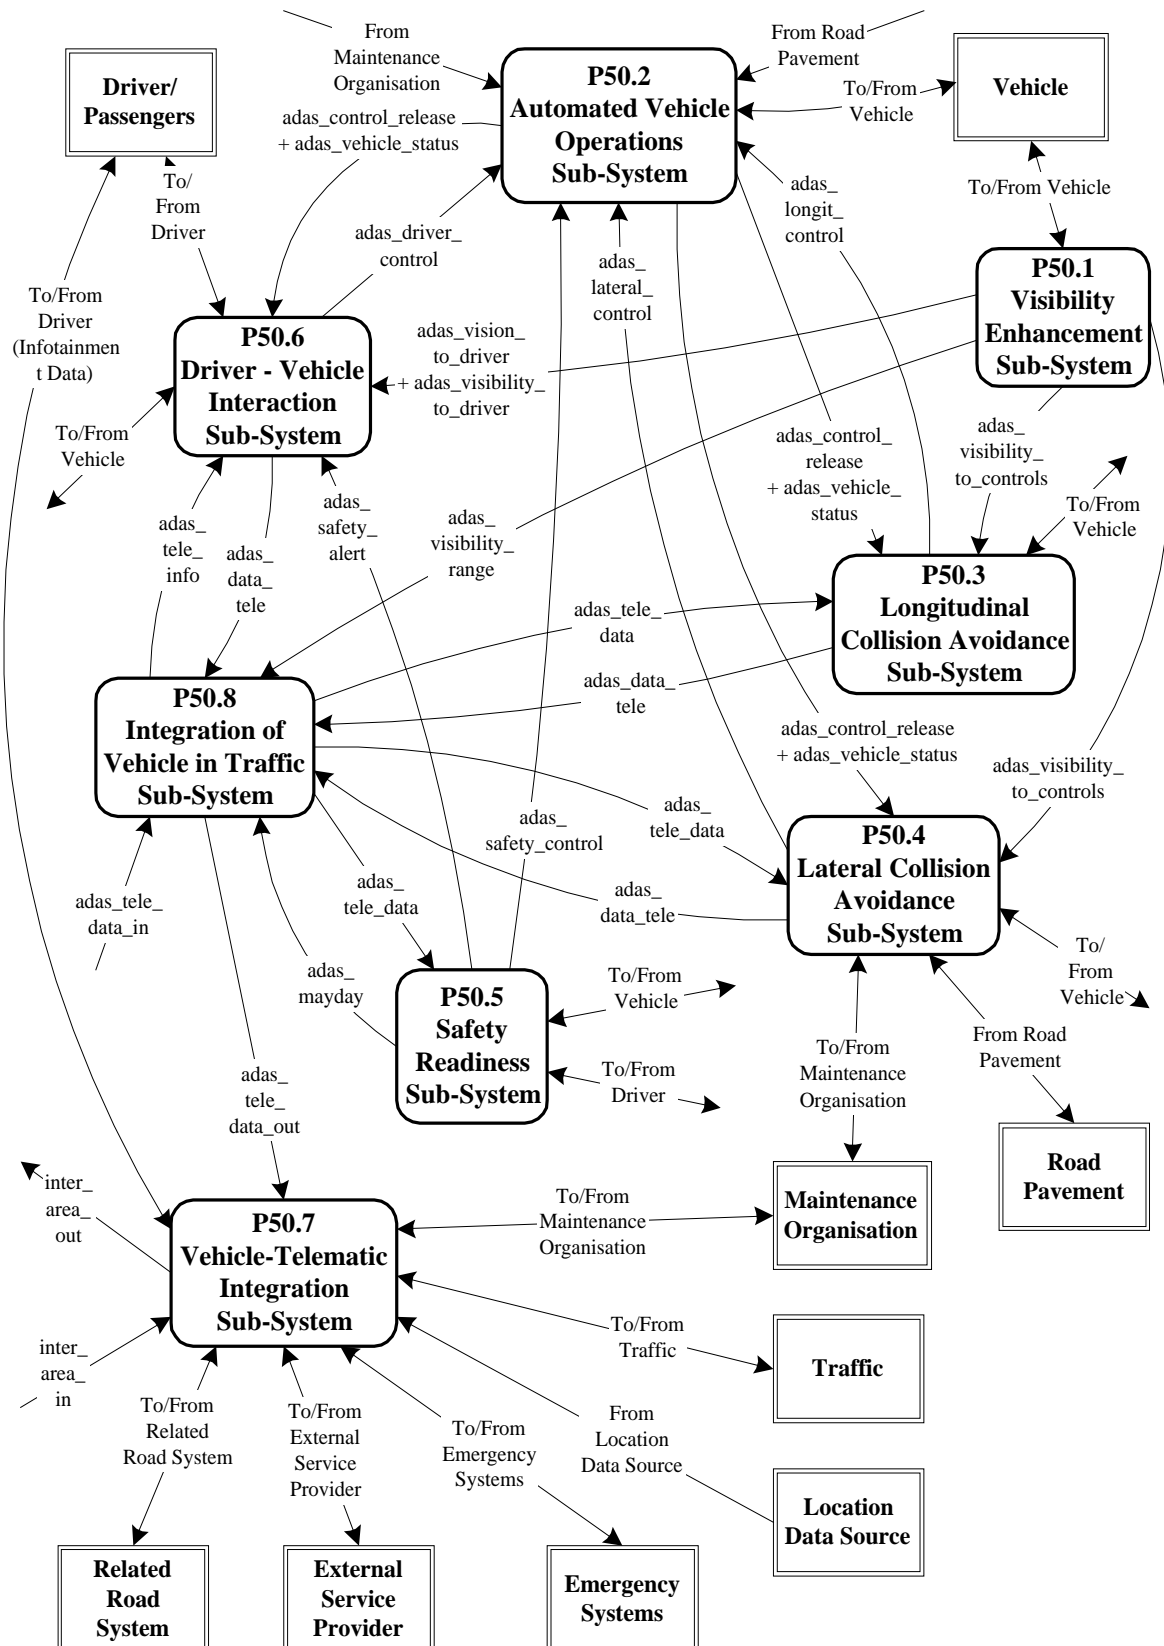 From
Maintenance
Organisation
From Road
Pavement
Driver/
Passengers
P50.2
Automated Vehicle
Operations
Sub-System
To/From
Vehicle
Vehicle
adas_control_release
+ adas_vehicle_status
To/
From
Driver
adas_driver_
control
adas_
lateral_
control
adas_
longit_
control
To/From Vehicle
P50.1
Visibility
Enhancement
Sub-System
To/From
Driver
(Infotainmen
t Data)
P50.6
Driver - Vehicle
Interaction
Sub-System
adas_vision_
to_driver
+ adas_visibility_
to_driver
To/From
Vehicle
adas_control_
release
+ adas_vehicle_
status
adas_
visibility_
to_controls
To/From
Vehicle
adas_
tele_
info
adas_
data_
tele
adas_
safety_
alert
adas_
visibility_
range
P50.3
Longitudinal
Collision Avoidance
Sub-System
adas_tele_
data
adas_data_
tele
P50.8
Integration of
Vehicle in Traffic
Sub-System
adas_control_release
+ adas_vehicle_status
adas_visibility_
to_controls
adas_
tele_data
adas_
safety_control
P50.4
Lateral Collision
Avoidance
Sub-System
adas_tele_
data_in
adas_
tele_data
adas_
data_tele
adas_
mayday
P50.5
Safety
Readiness
Sub-System
To/From
Vehicle
To/From
Driver
To/
From
Vehicle
From Road
Pavement
To/From
Maintenance
Organisation
adas_
tele_
data_out
inter_
area_
out
P50.7
Vehicle-Telematic
Integration
Sub-System
To/From
Maintenance
Organisation
Maintenance
Organisation
Road
Pavement
To/From
Traffic
Traffic
inter_
area_
in
To/From
Related
Road System
To/From
External
Service
Provider
To/From
Emergency
Systems
From
Location
Data Source
Location
Data Source
Related
Road
System
External
Service
Provider
Emergency
Systems